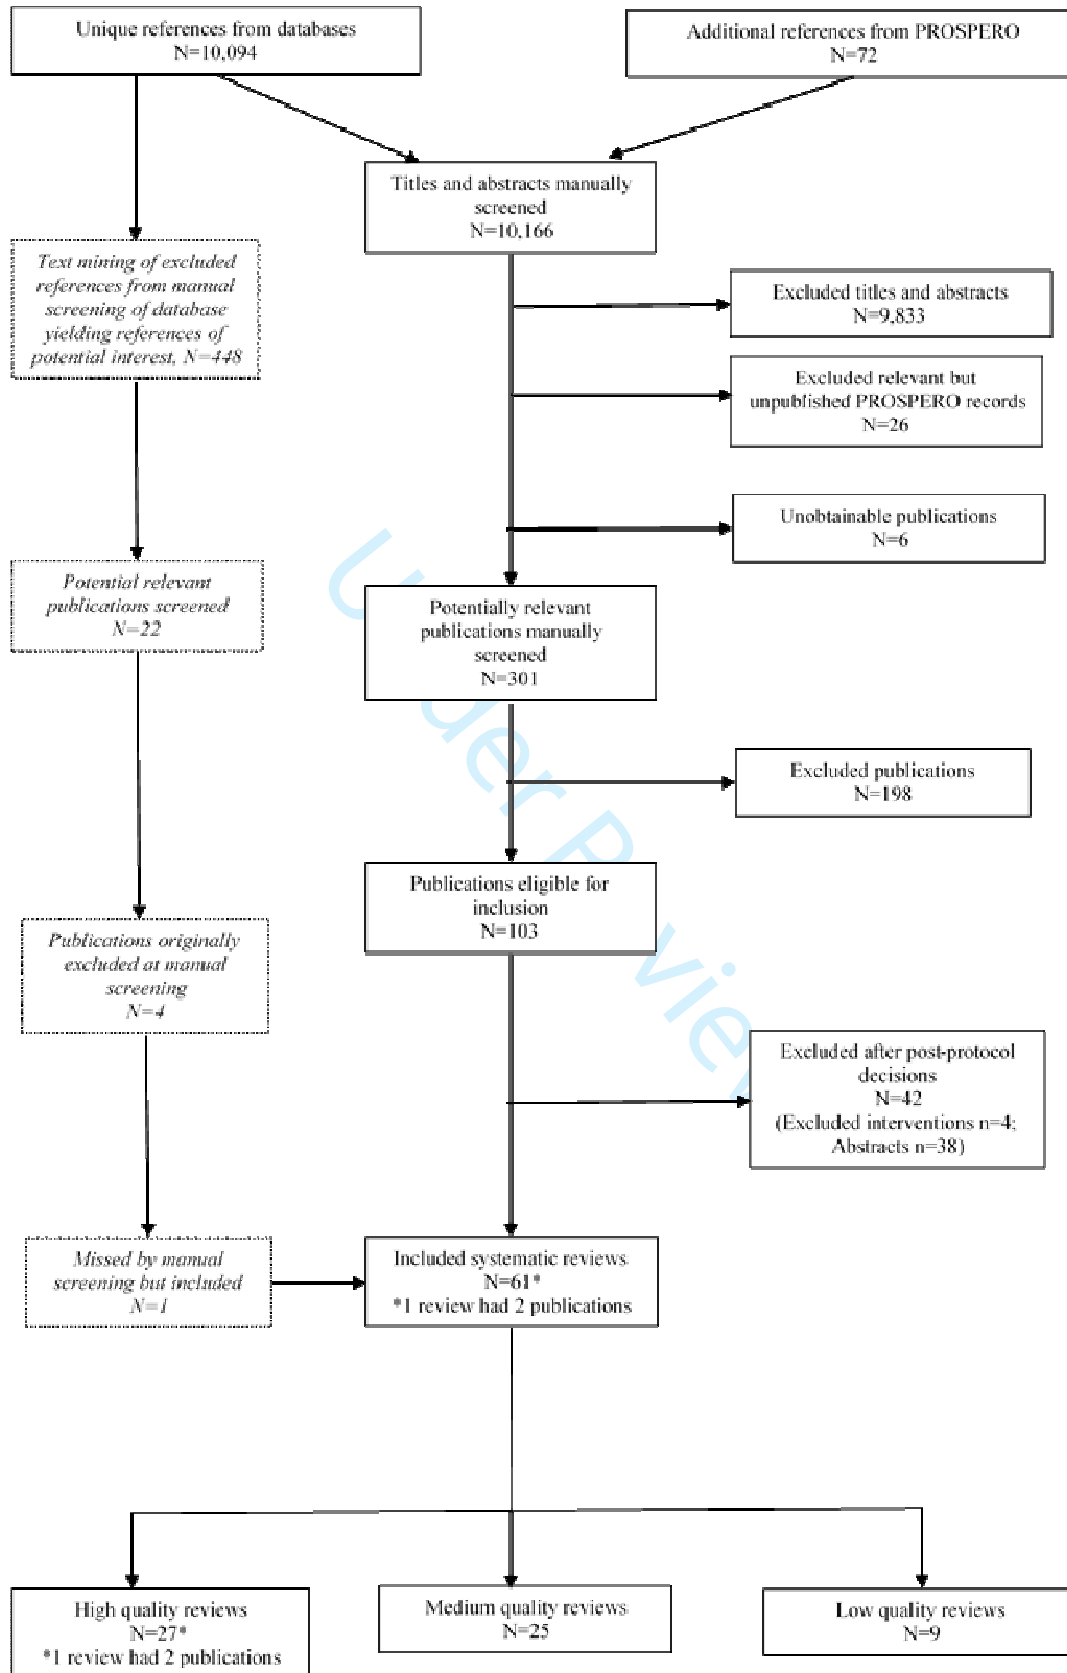 Unique references from databases
N=10,094
Additional references from PROSPERO
N=72
Titles and abstracts manually
screened
N=10,166
Text mining of excluded
references from manual
screening of database
yielding references of
potential interest, N=448
Excluded titles and abstracts
N=9,833
Excluded relevant but
unpublished PROSPERO records
N=26
Unobtainable publications
N=6
Potential relevant
publications screened
N=22
Potentially relevant
publications manually
screened
N=301
Excluded publications
N=198
Publications eligible for
inclusion
N=103
Publications originally
excluded at manual
screening
N=4
Excluded after post-protocol
decisions
N=42
(Excluded interventions n=4;
Abstracts n=38)
Missed by manual
screening but included
N=1
Included systematic reviews
N=61*
*1 review had 2 publications
High quality reviews
N=27*
*1 review had 2 publications
Medium quality reviews
N=25
Low quality reviews
N=9
Under Review